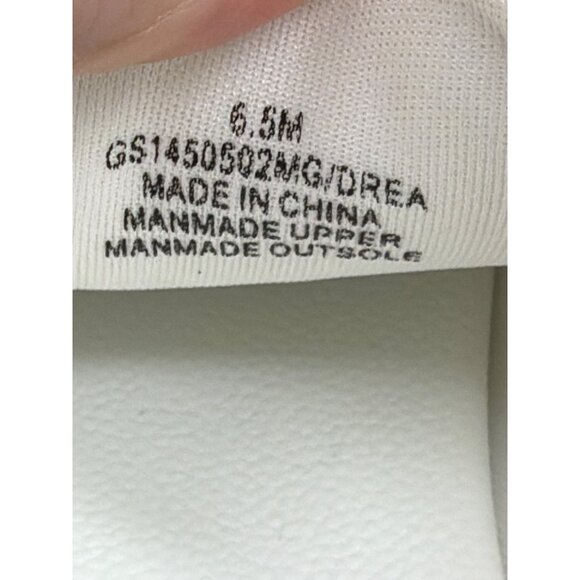 6.5M
GS1450502MG/DREA
MADE IN CHINA
MANMADE UPPER
MANMADE OUTSOLE